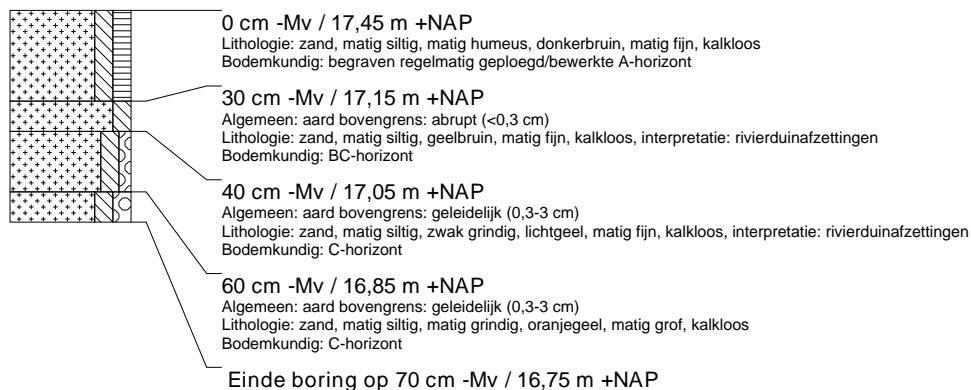 0 cm -Mv / 17,45 m +NAP
Lithologie: zand, matig siltig, matig humeus, donkerbruin, matig fijn, kalkloos
Bodemkundig: begraven regelmatig geploegd/bewerkte A-horizont
30 cm -Mv / 17,15 m +NAP
Algemeen: aard bovengrens: abrupt (<0,3 cm)
Lithologie: zand, matig siltig, geelbruin, matig fijn, kalkloos, interpretatie: rivierduinafzettingen
Bodemkundig: BC-horizont
40 cm -Mv / 17,05 m +NAP
Algemeen: aard bovengrens: geleidelijk (0,3-3 cm)
Lithologie: zand, matig siltig, zwak grindig, lichtgeel, matig fijn, kalkloos, interpretatie: rivierduinafzettingen
Bodemkundig: C-horizont
60 cm -Mv / 16,85 m +NAP
Algemeen: aard bovengrens: geleidelijk (0,3-3 cm)
Lithologie: zand, matig siltig, matig grindig, oranjegeel, matig grof, kalkloos
Bodemkundig: C-horizont
Einde boring op 70 cm -Mv / 16,75 m +NAP